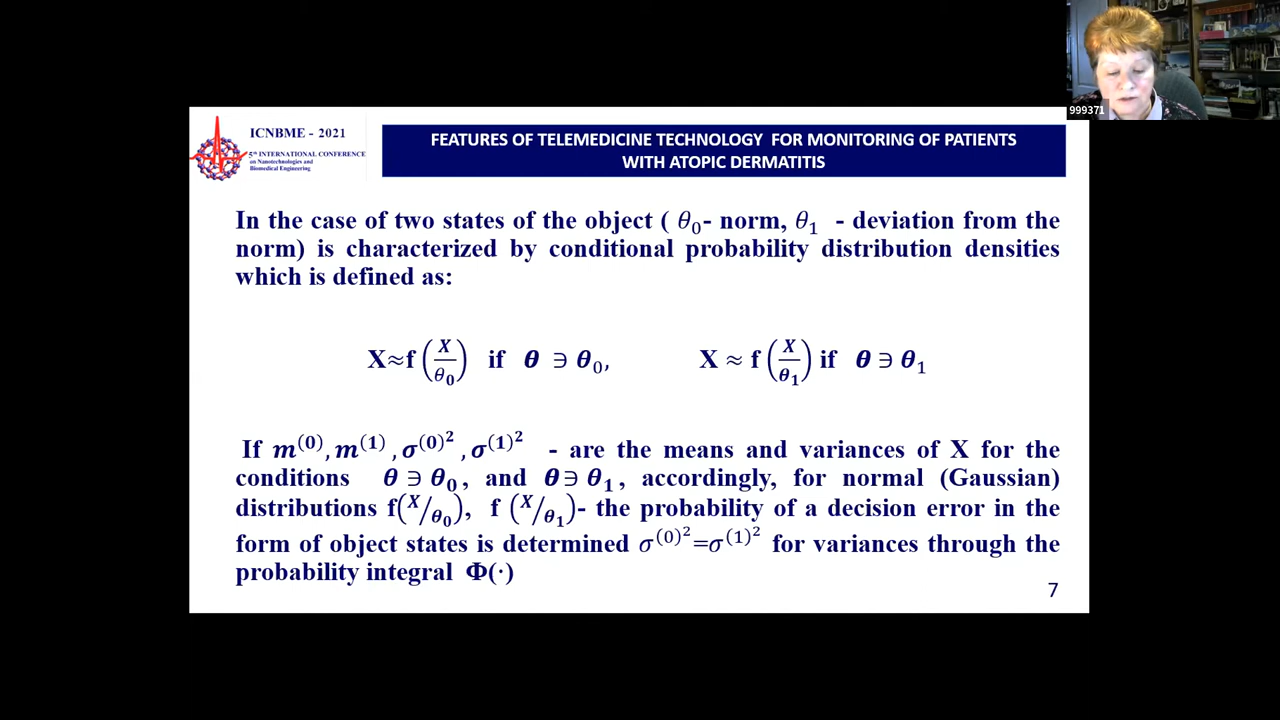 999371
ICNBME - 2021
5th INTERNATIONAL CONFERENCE
on Nanotechnologies and
Biomedical Engineering
FEATURES OF TELEMEDICINE TECHNOLOGY FOR MONITORING OF PATIENTS
WITH ATOPIC DERMATITIS
In the case of two states of the object ( θ₀- norm, θ₁ - deviation from the
norm) is characterized by conditional probability distribution densities
which is defined as:
X≈f (X/θ₀) if θ ∋ θ₀, X ≈ f (X/θ₁) if θ ∋ θ₁
If m⁽⁰⁾, m⁽¹⁾, σ⁽⁰⁾², σ⁽¹⁾² - are the means and variances of X for the
conditions θ ∋ θ₀, and θ ∋ θ₁, accordingly, for normal (Gaussian)
distributions f(X/θ₀), f (X/θ₁)- the probability of a decision error in the
form of object states is determined σ⁽⁰⁾²=σ⁽¹⁾² for variances through the
probability integral Φ(·)
7